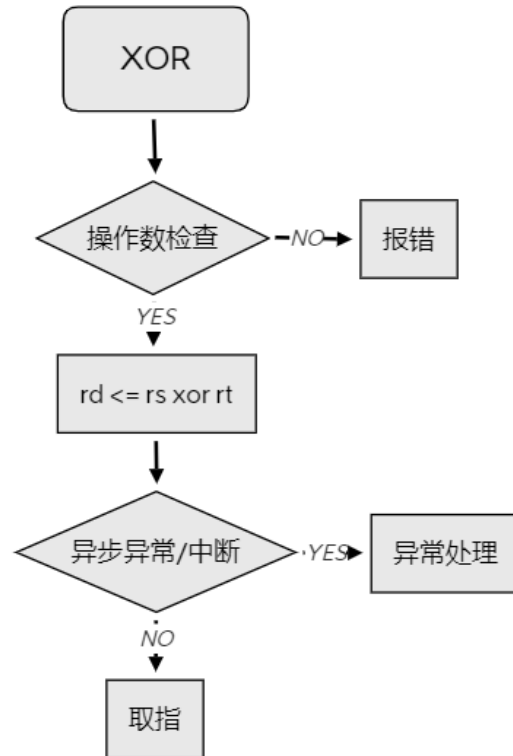 XOR
操作数检查
NO
报错
YES
rd <= rs xor rt
异步异常/中断
YES
异常处理
NO
取指